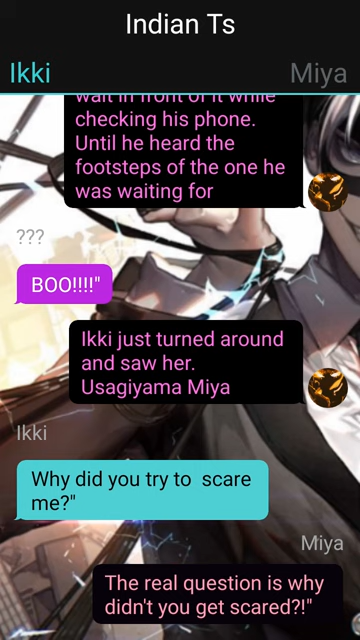 Indian Ts
Ikki
Miya
wait in front of it while
checking his phone.
Until he heard the
footsteps of the one he
was waiting for
???
BOO!!!!"
Ikki just turned around
and saw her.
Usagiyama Miya
Ikki
Why did you try to  scare
me?"
Miya
The real question is why
didn't you get scared?!"